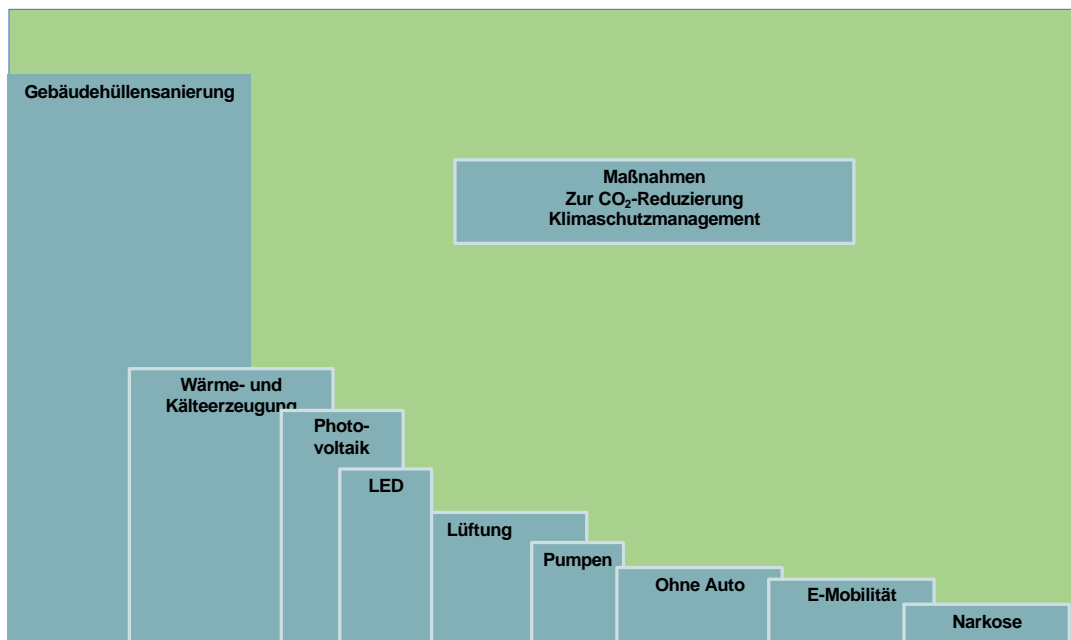 Gebäudehüllensanierung
Maßnahmen
Zur CO₂-Reduzierung
Klimaschutzmanagement
Wärme- und
Kälteerzeugung
Photo-
voltaik
LED
Lüftung
Pumpen
Ohne Auto
E-Mobilität
Narkose